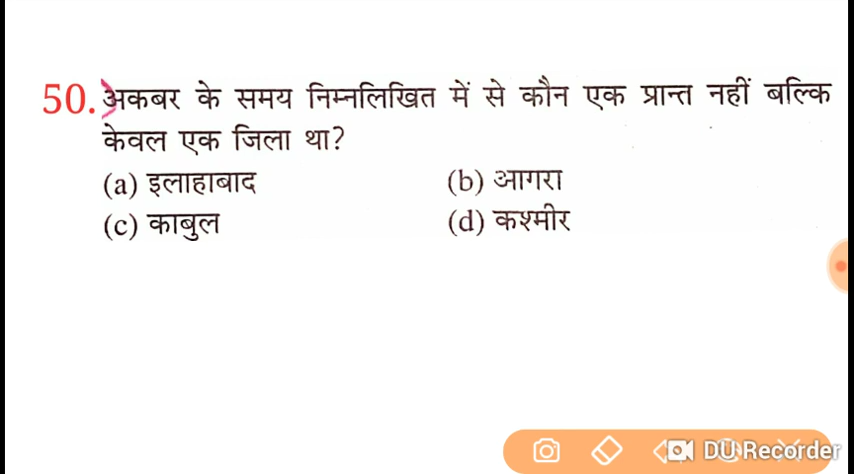 50. अकबर के समय निम्नलिखित में से कौन एक प्रान्त नहीं बल्कि
केवल एक जिला था?
(a) इलाहाबाद (b) आगरा
(c) काबुल (d) कश्मीर
DU Recorder